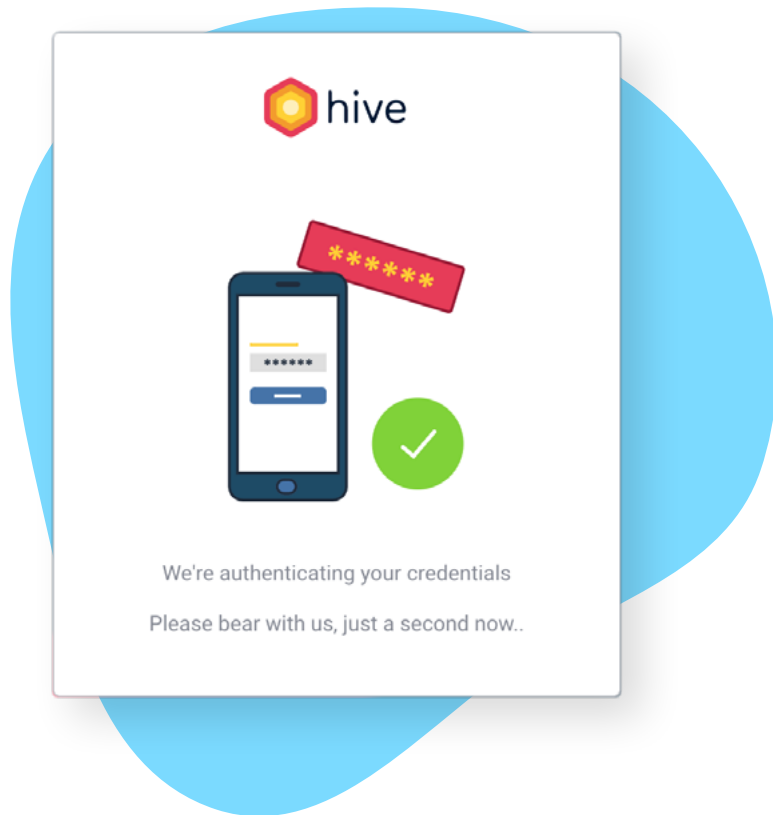 hive
******
******
We're authenticating your credentials
Please bear with us, just a second now..